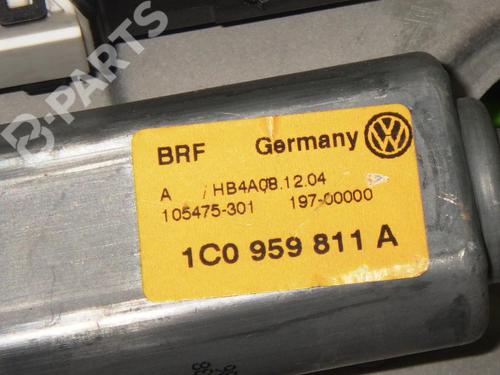 B-PARTS
BRF Germany
A / HB4A08.12.04
105475-301 197-00000
1C0 959 811 A